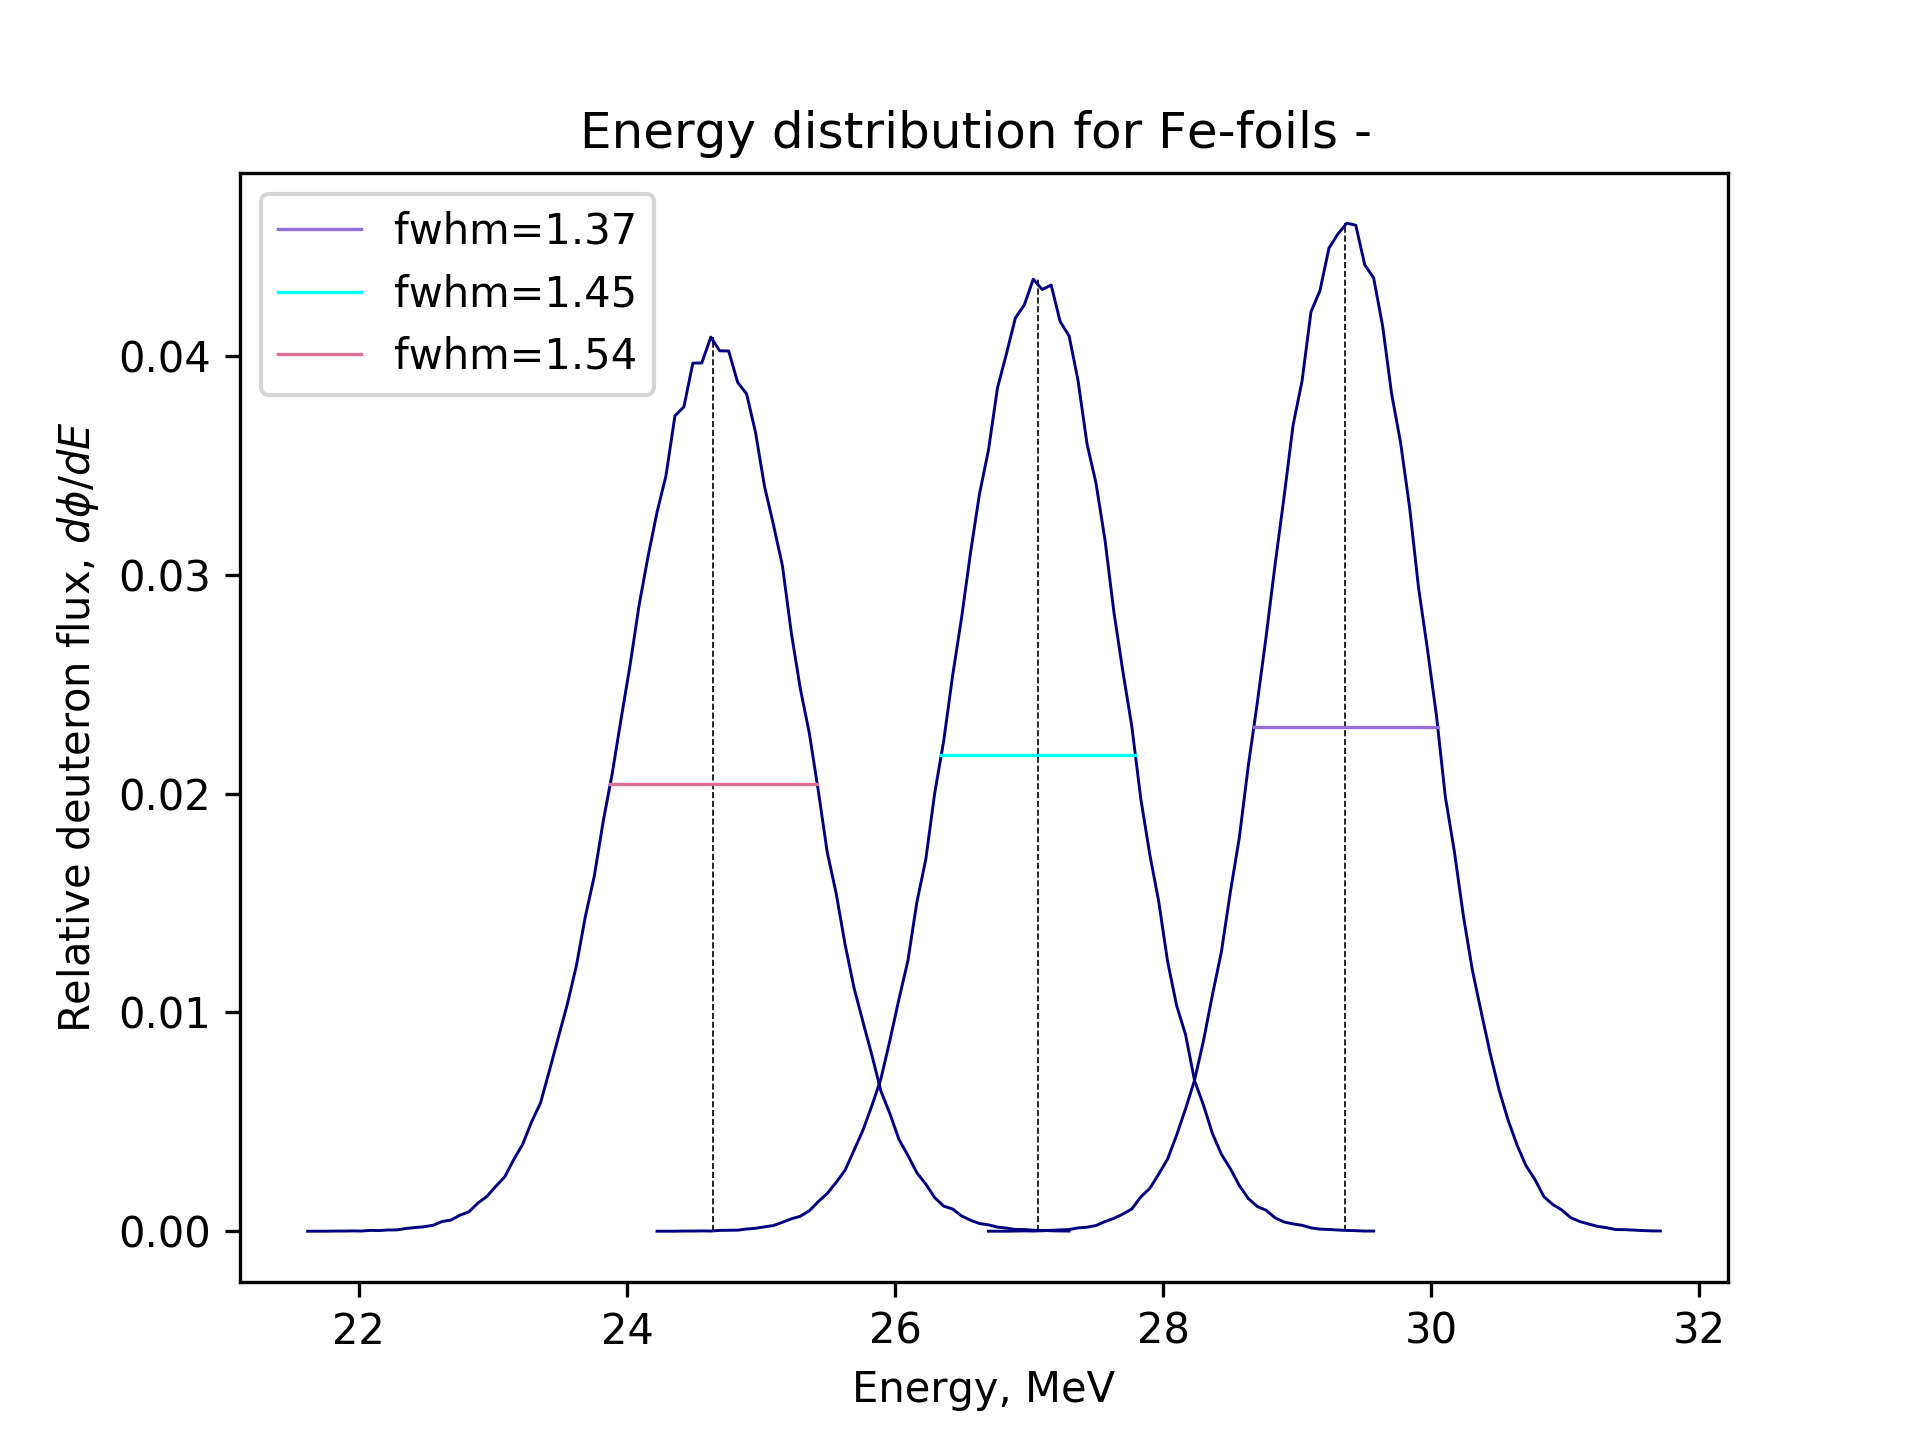 Energy distribution for Fe-foils -
fwhm=1.37
fwhm=1.45
fwhm=1.54
Relative deuteron flux, dϕ/dE
0.04
0.03
0.02
0.01
0.00
22 24 26 28 30 32
Energy, MeV